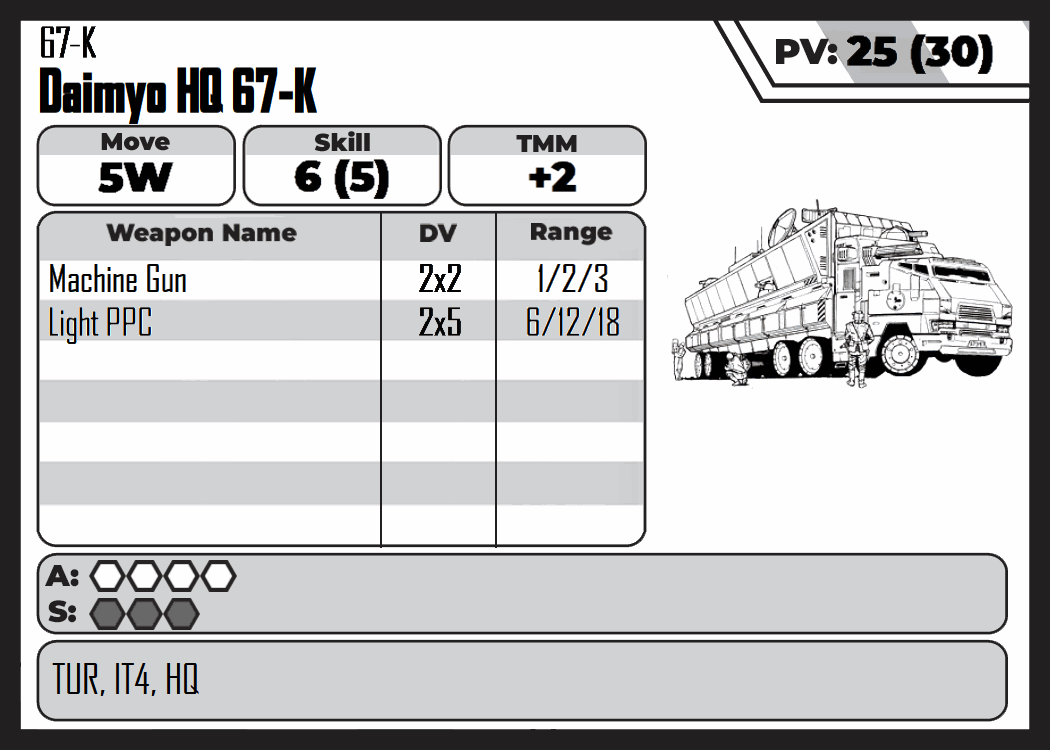 67-K
Daimyo HQ 67-K
PV: 25 (30)
Move Skill TMM
5W 6 (5) +2
Weapon Name DV Range
Machine Gun 2x2 1/2/3
Light PPC 2x5 6/12/18
A:
S:
TUR, IT4, HQ